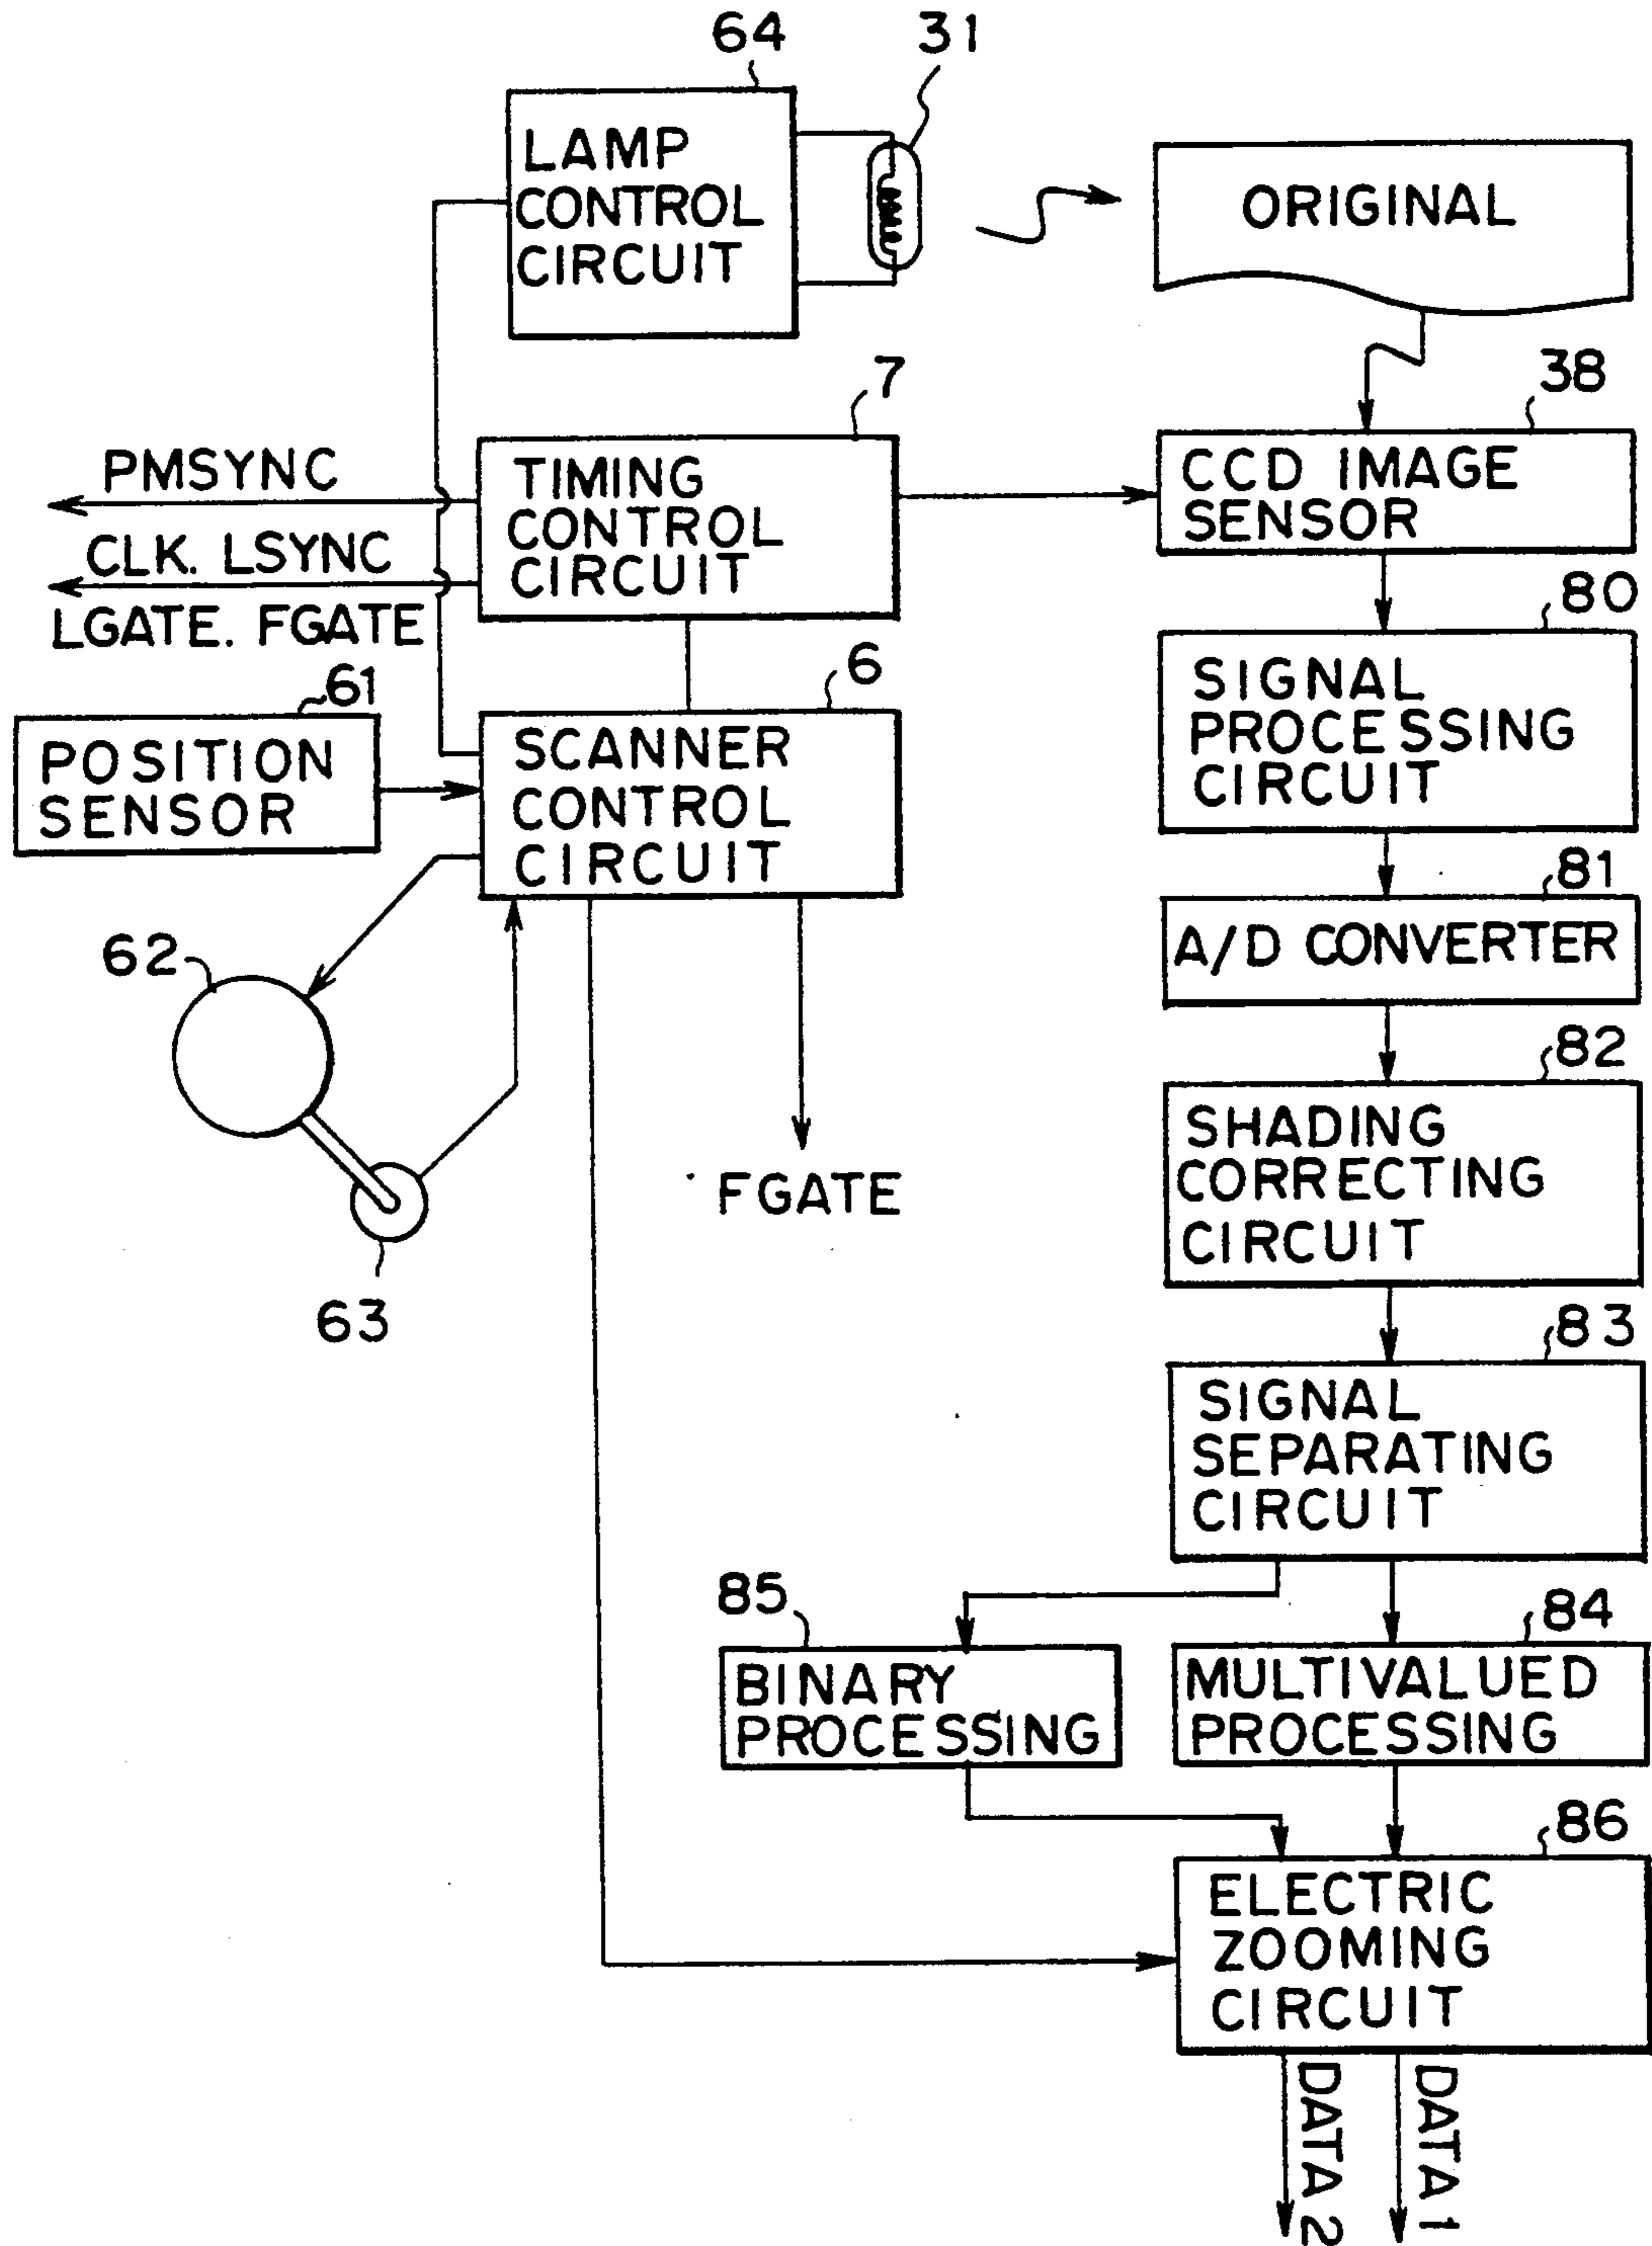 64
31
LAMP
CONTROL
CIRCUIT
ORIGINAL
7
38
PMSYNC
TIMING
CONTROL
CIRCUIT
CCD IMAGE
SENSOR
CLK. LSYNC
LGATE. FGATE
80
61
6
SIGNAL
PROCESSING
CIRCUIT
POSITION
SENSOR
SCANNER
CONTROL
CIRCUIT
81
A/D CONVERTER
62
82
SHADING
CORRECTING
CIRCUIT
FGATE
63
83
SIGNAL
SEPARATING
CIRCUIT
85
84
BINARY
PROCESSING
MULTIVALUED
PROCESSING
86
ELECTRIC
ZOOMING
CIRCUIT
DATA 2
DATA 1